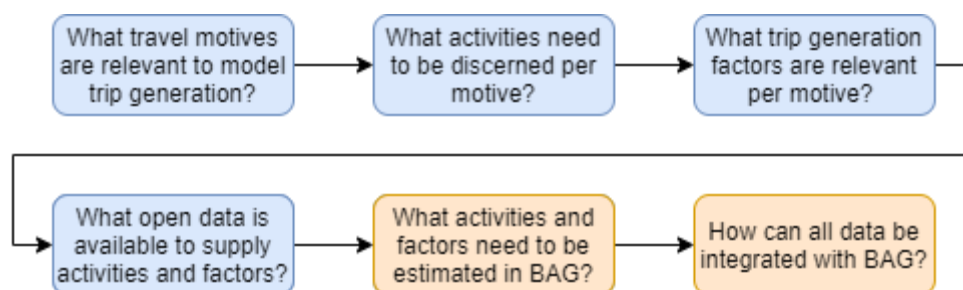 What travel motives
are relevant to model
trip generation?
What activities need
to be discerned per
motive?
What trip generation
factors are relevant
per motive?
What open data is
available to supply
activities and factors?
What activities and
factors need to be
estimated in BAG?
How can all data be
integrated with BAG?